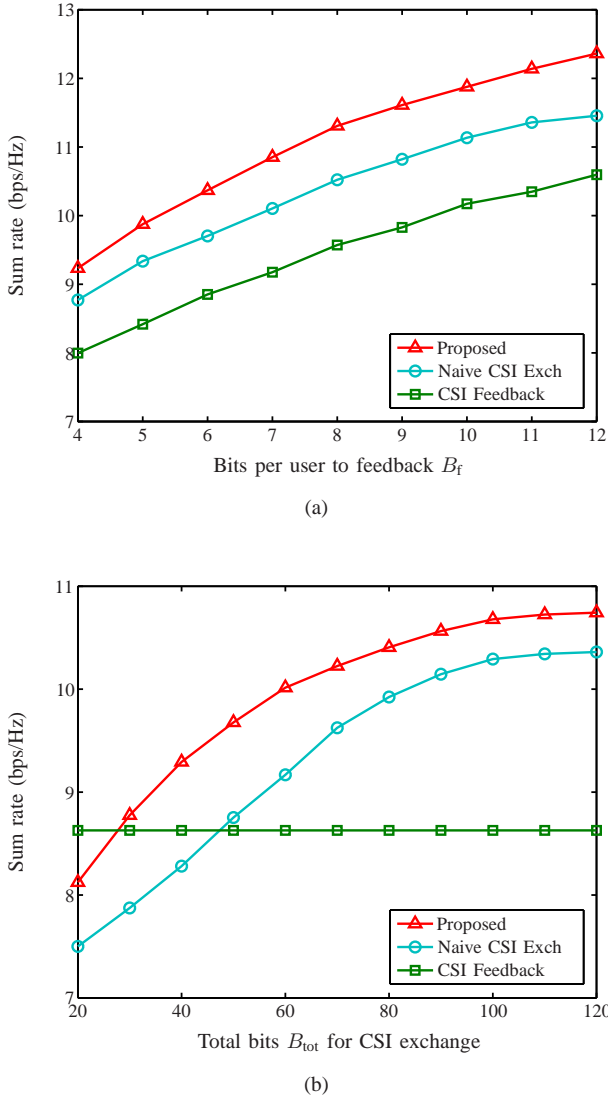 13
12
11
10
9
8
7
4 5 6 7 8 9 10 11 12
Sum rate (bps/Hz)
Proposed
Naive CSI Exch
CSI Feedback
Bits per user to feedback B_f
(a)
11
10
9
8
7
20 40 60 80 100 120
Sum rate (bps/Hz)
Proposed
Naive CSI Exch
CSI Feedback
Total bits B_tot for CSI exchange
(b)